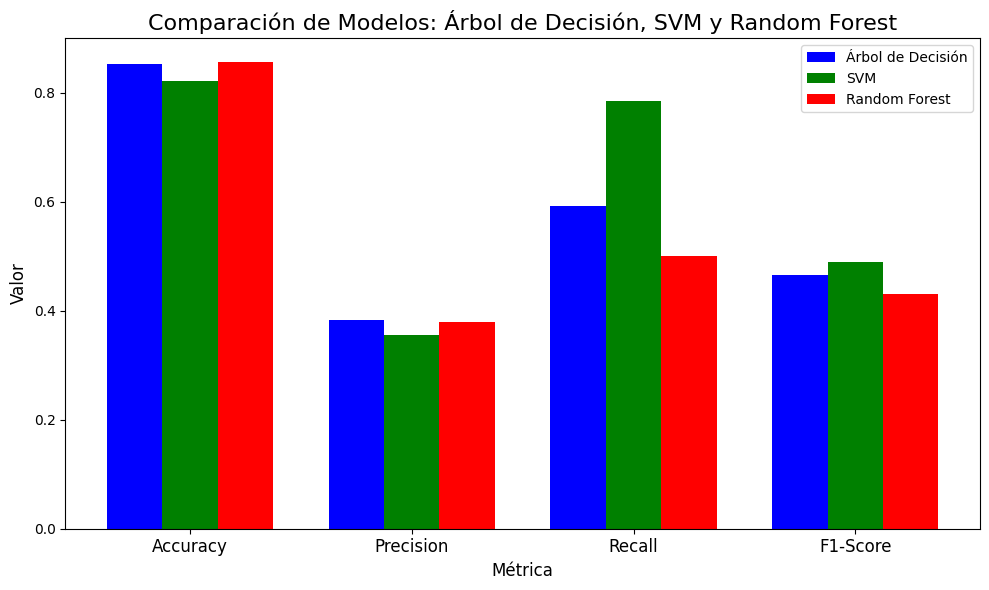 Comparación de Modelos: Árbol de Decisión, SVM y Random Forest
Árbol de Decisión
SVM
Random Forest
Valor
0.8
0.6
0.4
0.2
0.0
Accuracy
Precision
Recall
F1-Score
Métrica